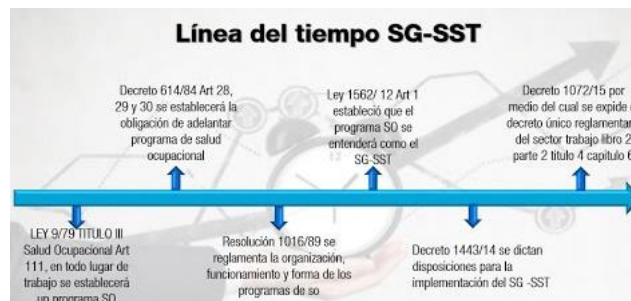 Línea del tiempo SG-SST
Decreto 614/84 Art 28,
29 y 30 se establecerá la
obligación de adelantar
programa de salud
ocupacional
Ley 1562/ 12 Art 1
estableció que el
programa SO se
entenderá como el
SG-SST
Decreto 1072/15 por
medio del cual se expide
decreto único reglamentar
del sector trabajo libro 2
parte 2 titulo 4 capitulo 6
LEY 9/79 TITULO III
Salud Ocupacional Art
111, en todo lugar de
trabajo se establecerá
un programa SO
Resolución 1016/89 se
reglamenta la organización,
funcionamiento y forma de los
programas de so
Decreto 1443/14 se dictan
disposiciones para la
implementación del SG -SST